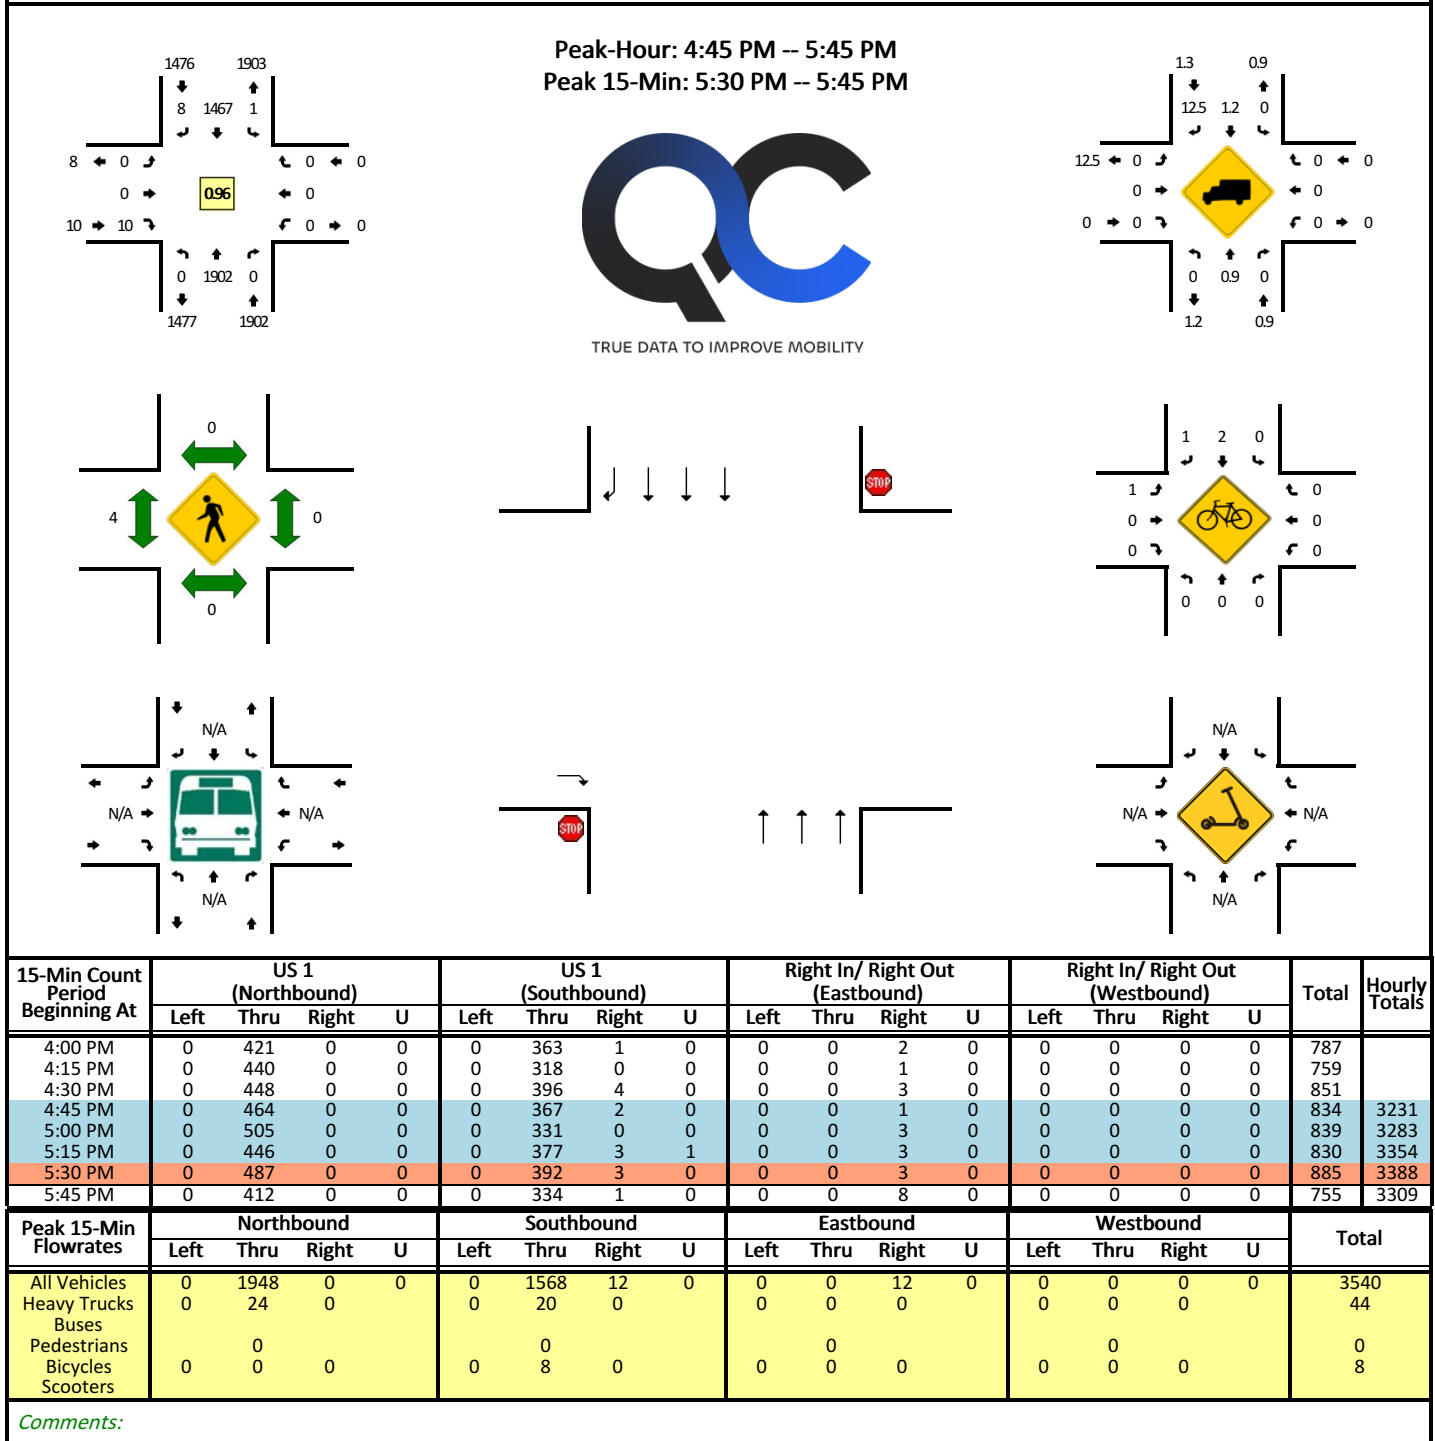 Peak-Hour: 4:45 PM -- 5:45 PM
Peak 15-Min: 5:30 PM -- 5:45 PM
1476 1903
8 1467 1
8 0 0 0
0 0.96 0
10 10 0 0
0 1902 0
1477 1902
QC
TRUE DATA TO IMPROVE MOBILITY
1.3 0.9
12.5 1.2 0
12.5 0 0 0
0 0
0 0 0 0
0 0.9 0
1.2 0.9
0
4 0
0
STOP
STOP
1 2 0
1 0
0 0
0 0
0 0 0
N/A
N/A N/A
N/A
N/A
N/A N/A
N/A
15-Min Count Period Beginning At US 1 (Northbound) US 1 (Southbound) Right In/ Right Out (Eastbound) Right In/ Right Out (Westbound) Total Hourly Totals
Left Thru Right U Left Thru Right U Left Thru Right U Left Thru Right U
4:00 PM 0 421 0 0 0 363 1 0 0 0 2 0 0 0 0 0 787
4:15 PM 0 440 0 0 0 318 0 0 0 0 1 0 0 0 0 0 759
4:30 PM 0 448 0 0 0 396 4 0 0 0 3 0 0 0 0 0 851
4:45 PM 0 464 0 0 0 367 2 0 0 0 1 0 0 0 0 0 834 3231
5:00 PM 0 505 0 0 0 331 0 0 0 0 3 0 0 0 0 0 839 3283
5:15 PM 0 446 0 0 0 377 3 1 0 0 3 0 0 0 0 0 830 3354
5:30 PM 0 487 0 0 0 392 3 0 0 0 3 0 0 0 0 0 885 3388
5:45 PM 0 412 0 0 0 334 1 0 0 0 8 0 0 0 0 0 755 3309
Peak 15-Min Flowrates Northbound Southbound Eastbound Westbound Total
Left Thru Right U Left Thru Right U Left Thru Right U Left Thru Right U
All Vehicles 0 1948 0 0 0 1568 12 0 0 0 12 0 0 0 0 0 3540
Heavy Trucks 0 24 0 0 20 0 0 0 0 0 0 0 44
Buses
Pedestrians 0 0 0 0 0
Bicycles 0 0 0 0 8 0 0 0 0 0 0 0 8
Scooters
Comments: